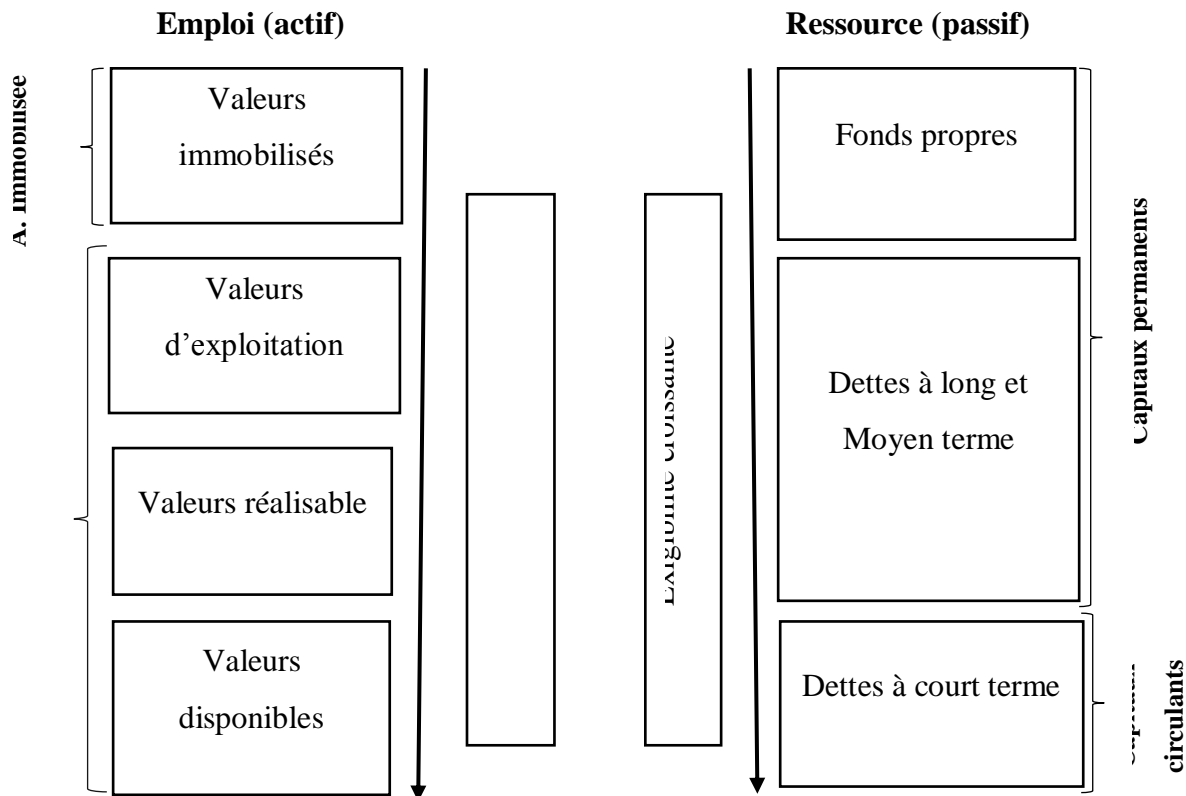 Emploi (actif)
Ressource (passif)
A. Immobilisée
Valeurs
immobilisés
Valeurs
d’exploitation
Valeurs réalisable
Valeurs
disponibles
Exigibilité croissante
Fonds propres
Dettes à long et
Moyen terme
Dettes à court terme
Capitaux permanents
circulants